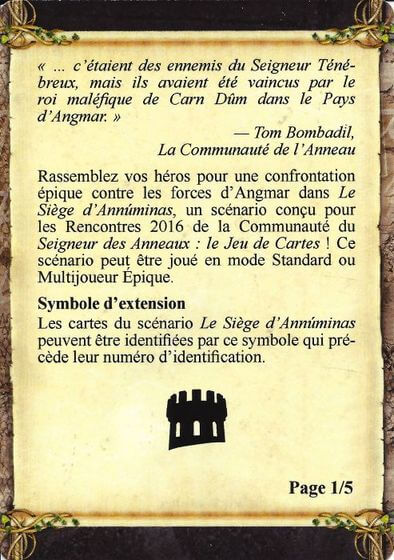 « ... c'étaient des ennemis du Seigneur Téné-
breux, mais ils avaient été vaincus par le
roi maléfique de Carn Dûm dans le Pays
d'Angmar. »
— Tom Bombadil,
La Communauté de l'Anneau
Rassemblez vos héros pour une confrontation
épique contre les forces d'Angmar dans Le
Siège d'Annúminas, un scénario conçu pour
les Rencontres 2016 de la Communauté du
Seigneur des Anneaux : le Jeu de Cartes ! Ce
scénario peut être joué en mode Standard ou
Multijoueur Épique.
Symbole d'extension
Les cartes du scénario Le Siège d'Annúminas
peuvent être identifiées par ce symbole qui pré-
cède leur numéro d'identification.
Page 1/5